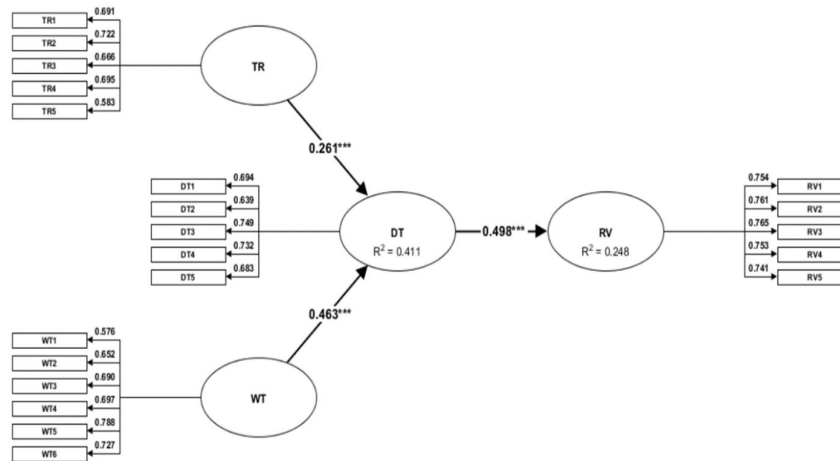 TR1 0.691
TR2 0.722
TR3 0.666
TR4 0.695
TR5 0.583
TR
0.261***
DT1 0.694
DT2 0.639
DT3 0.749
DT4 0.732
DT5 0.683
DT
R² = 0.411
0.498***
RV
R² = 0.248
0.754 RV1
0.761 RV2
0.765 RV3
0.753 RV4
0.741 RV5
0.463***
WT1 0.576
WT2 0.652
WT3 0.690
WT4 0.697
WT5 0.788
WT6 0.727
WT